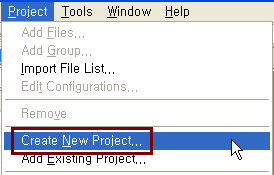 Project Tools Window Help
Add Files...
Add Group...
Import File List...
Edit Configurations...
Remove
Create New Project...
Add Existing Project...